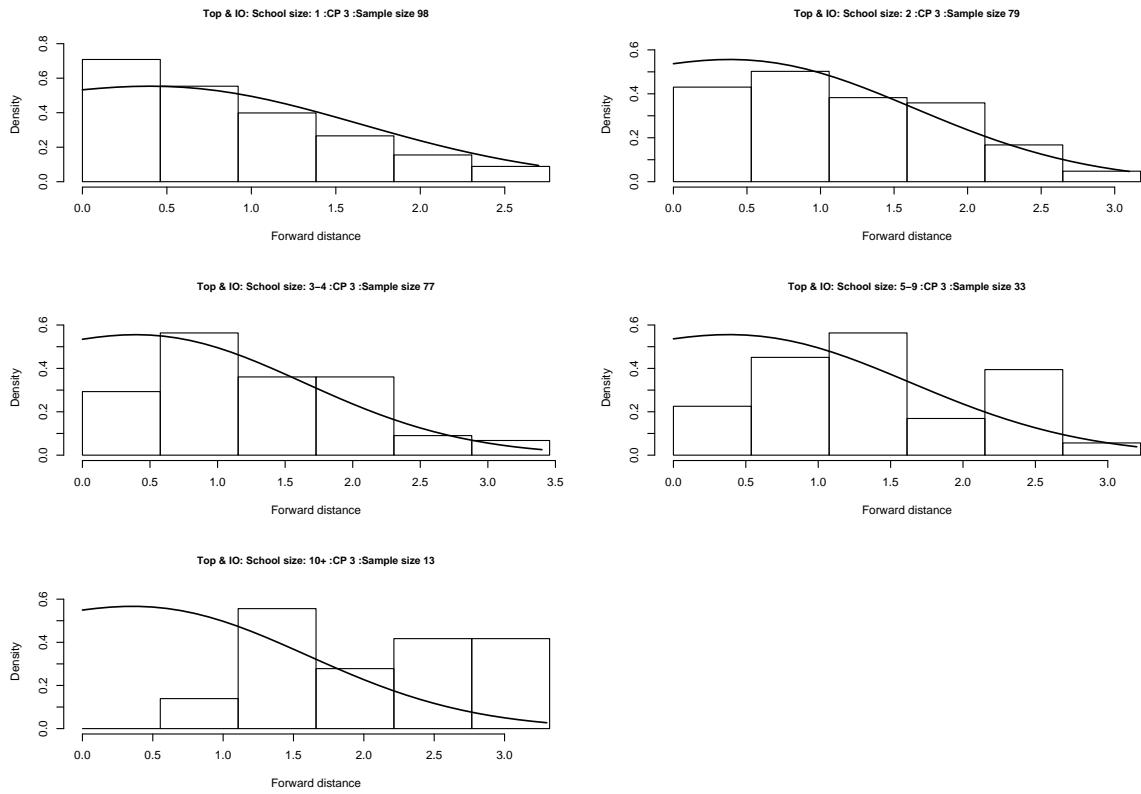 Top & IO: School size: 1 :CP 3 :Sample size 98
Density
0.0 0.2 0.4 0.6 0.8
0.0 0.5 1.0 1.5 2.0 2.5
Forward distance
Top & IO: School size: 2 :CP 3 :Sample size 79
Density
0.0 0.2 0.4 0.6
0.0 0.5 1.0 1.5 2.0 2.5 3.0
Forward distance
Top & IO: School size: 3–4 :CP 3 :Sample size 77
Density
0.0 0.2 0.4 0.6
0.0 0.5 1.0 1.5 2.0 2.5 3.0 3.5
Forward distance
Top & IO: School size: 5–9 :CP 3 :Sample size 33
Density
0.0 0.2 0.4 0.6
0.0 0.5 1.0 1.5 2.0 2.5 3.0
Forward distance
Top & IO: School size: 10+ :CP 3 :Sample size 13
Density
0.0 0.2 0.4 0.6
0.0 0.5 1.0 1.5 2.0 2.5 3.0
Forward distance